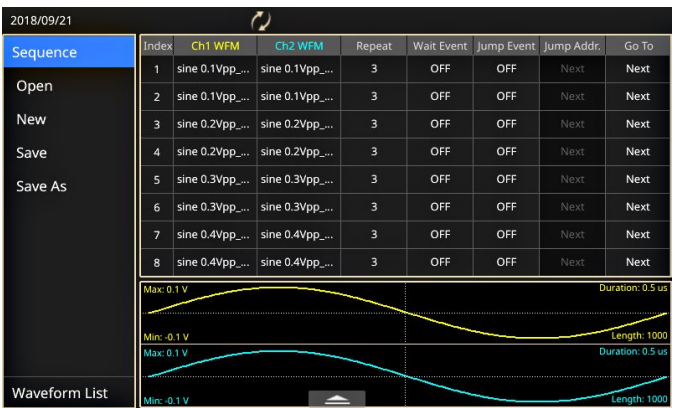 2018/09/21
Sequence
Open
New
Save
Save As
Waveform List
Index Ch1 WFM Ch2 WFM Repeat Wait Event Jump Event Jump Addr. Go To
1 sine 0.1Vpp_... sine 0.1Vpp_... 3 OFF OFF Next Next
2 sine 0.1Vpp_... sine 0.1Vpp_... 3 OFF OFF Next Next
3 sine 0.2Vpp_... sine 0.2Vpp_... 3 OFF OFF Next Next
4 sine 0.2Vpp_... sine 0.2Vpp_... 3 OFF OFF Next Next
5 sine 0.3Vpp_... sine 0.3Vpp_... 3 OFF OFF Next Next
6 sine 0.3Vpp_... sine 0.3Vpp_... 3 OFF OFF Next Next
7 sine 0.4Vpp_... sine 0.4Vpp_... 3 OFF OFF Next Next
8 sine 0.4Vpp_... sine 0.4Vpp_... 3 OFF OFF Next Next
Max: 0.1 V Duration: 0.5 us
Min: -0.1 V Length: 1000
Max: 0.1 V Duration: 0.5 us
Min: -0.1 V Length: 1000